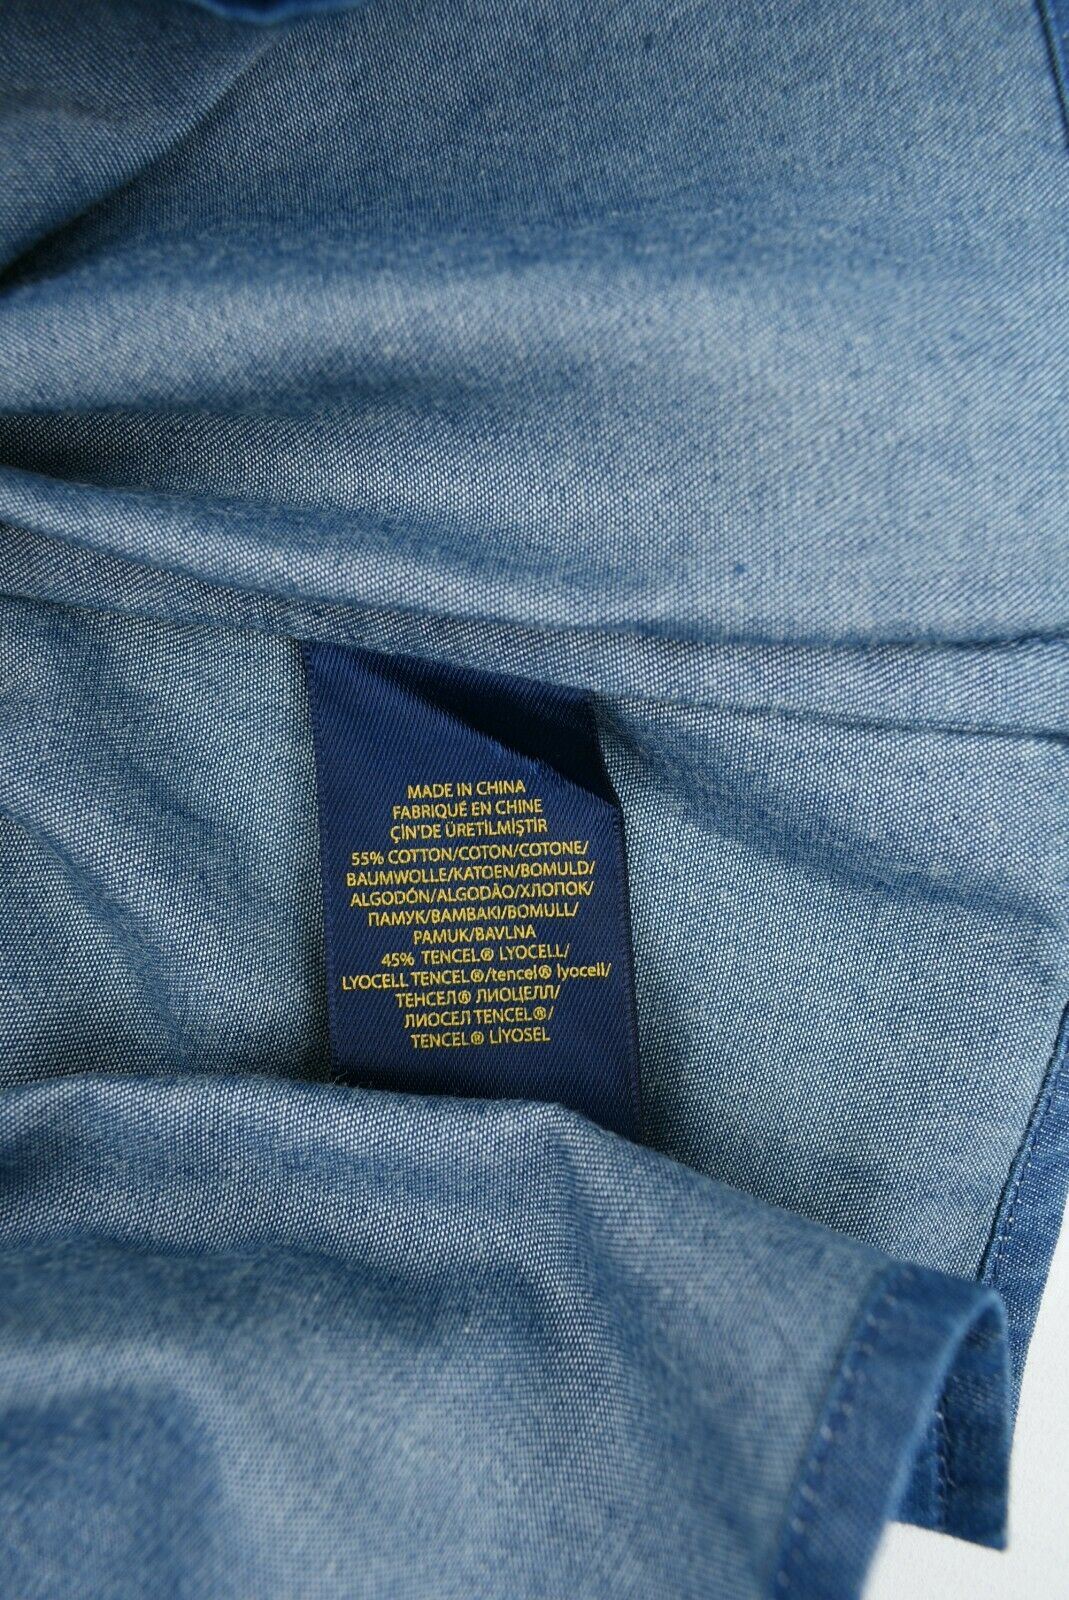 MADE IN CHINA
FABRIQUÉ EN CHINE
ÇİN'DE ÜRETİLMİŞTİR
55% COTTON/COTON/COTONE/
BAUMWOLLE/KATOEN/BOMULD/
ALGODÓN/ALGODÃO/ХЛОПОК/
ПАМУК/BAMBAKI/BOMULL/
PAMUK/BAVLNA
45% TENCEL® LYOCELL/
LYOCELL TENCEL®/tencel® lyocell/
ТЕНСЕЛ® ЛИОЦЕЛЛ/
ЛИОСЕЛ TENCEL®/
TENCEL® LİYOSEL